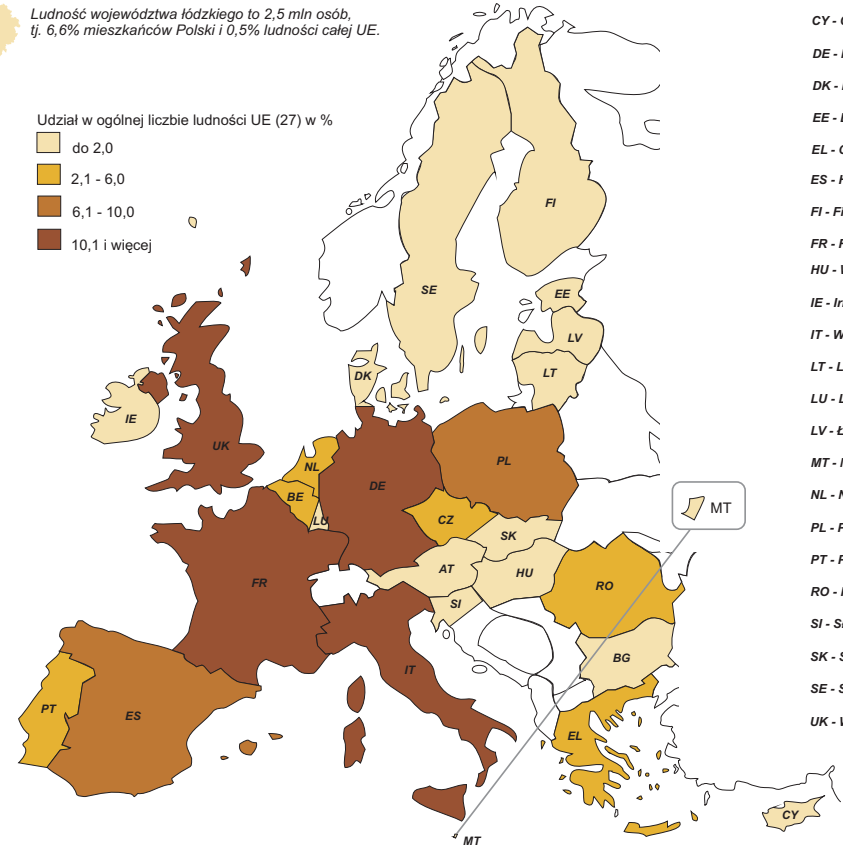 Ludność województwa łódzkiego to 2,5 mln osób,
tj. 6,6% mieszkańców Polski i 0,5% ludności całej UE.
Udział w ogólnej liczbie ludności UE (27) w %
do 2,0
2,1 - 6,0
6,1 - 10,0
10,1 i więcej
FI
SE
EE
LV
LT
DK
IE
UK
NL
BE
LU
DE
PL
CZ
SK
AT
HU
SI
FR
RO
BG
IT
PT
ES
EL
CY
MT
MT
CY -
DE -
DK -
EE -
EL -
ES -
FI -
FR -
HU -
IE -
IT -
LT -
LU -
LV -
MT -
NL -
PL -
PT -
RO -
SI -
SK -
SE -
UK -